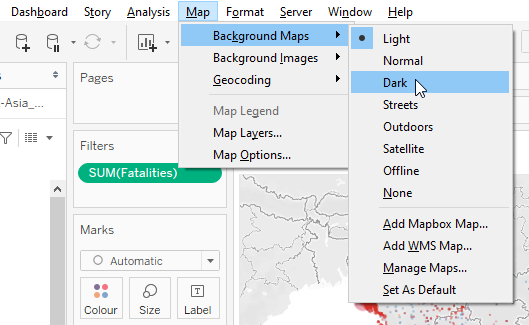 Dashboard Story Analysis Map Format Server Window Help
Background Maps
Background Images
Geocoding
Map Legend
Map Layers...
Map Options...
Light
Normal
Dark
Streets
Outdoors
Satellite
Offline
None
Add Mapbox Map...
Add WMS Map...
Manage Maps...
Set As Default
s
-Asia_...
Pages
Filters
SUM(Fatalities)
Marks
Automatic
Colour Size Label